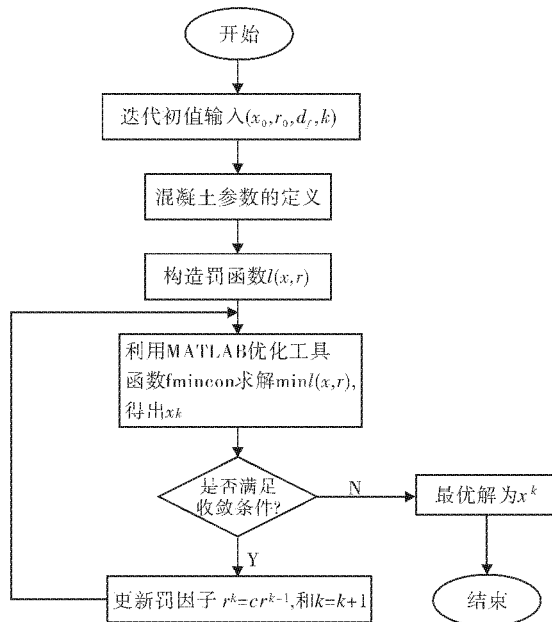 开始
迭代初值输入(x₀,r₀,d_f,k)
混凝土参数的定义
构造罚函数l(x,r)
利用MATLAB优化工具
函数fmincon求解minl(x,r),
得出xk
是否满足
收敛条件?
N
最优解为x^k
Y
更新罚因子 r^k=cr^{k-1},和k=k+1
结束